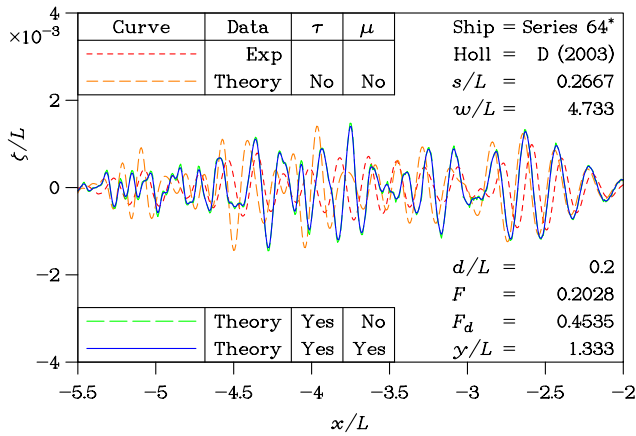 4
×10⁻³
Curve Data τ μ
Exp
Theory No No
Ship = Series 64*
Holl = D (2003)
s/L = 0.2667
w/L = 4.733
2
ζ/L
0
−2
d/L = 0.2
F = 0.2028
F_d = 0.4535
y/L = 1.333
Theory Yes No
Theory Yes Yes
−4
−5.5 −5 −4.5 −4 −3.5 −3 −2.5 −2
x/L